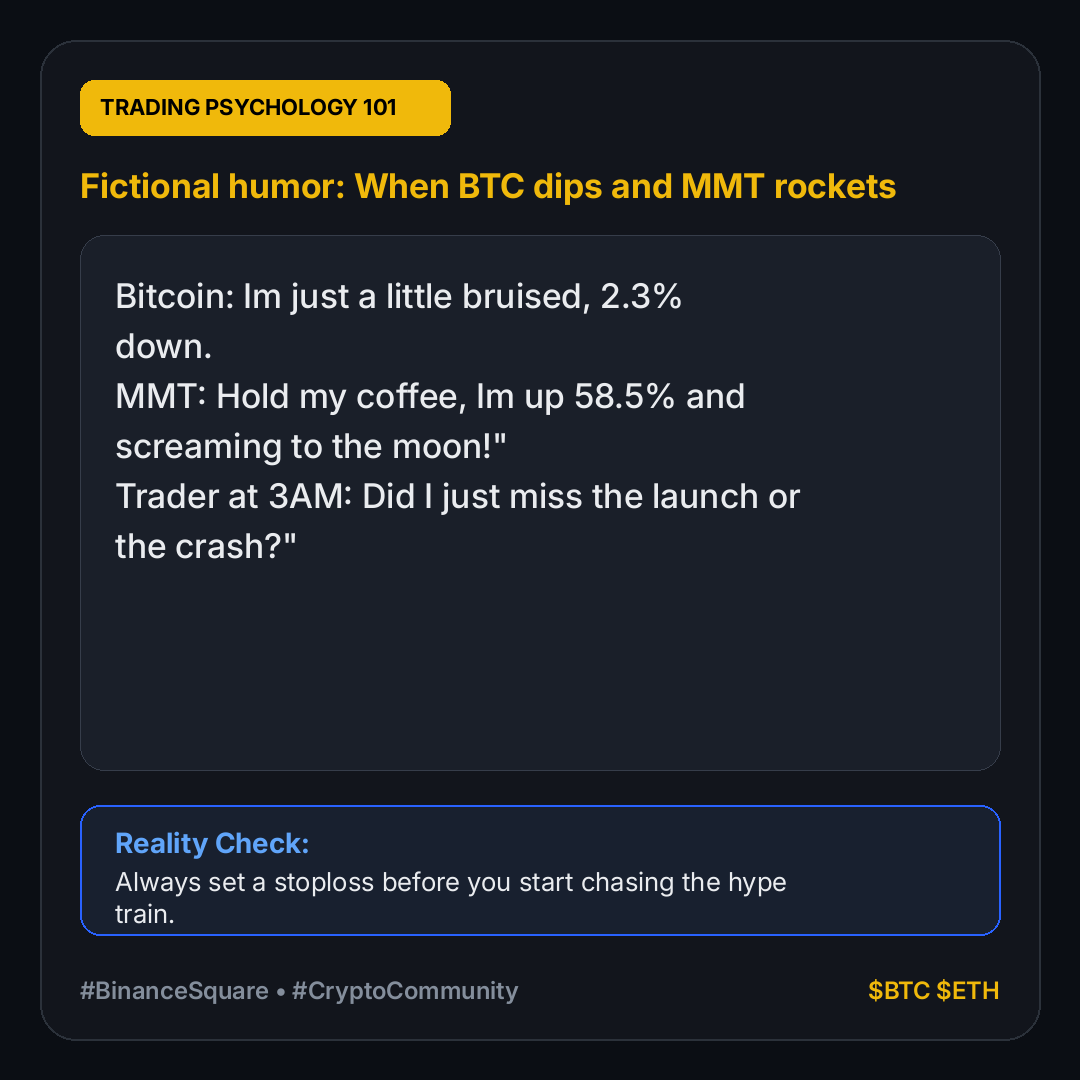 TRADING PSYCHOLOGY 101
Fictional humor: When BTC dips and MMT rockets
Bitcoin: Im just a little bruised, 2.3%
down.
MMT: Hold my coffee, Im up 58.5% and
screaming to the moon!"
Trader at 3AM: Did I just miss the launch or
the crash?"
Reality Check:
Always set a stoploss before you start chasing the hype
train.
#BinanceSquare • #CryptoCommunity
$BTC $ETH